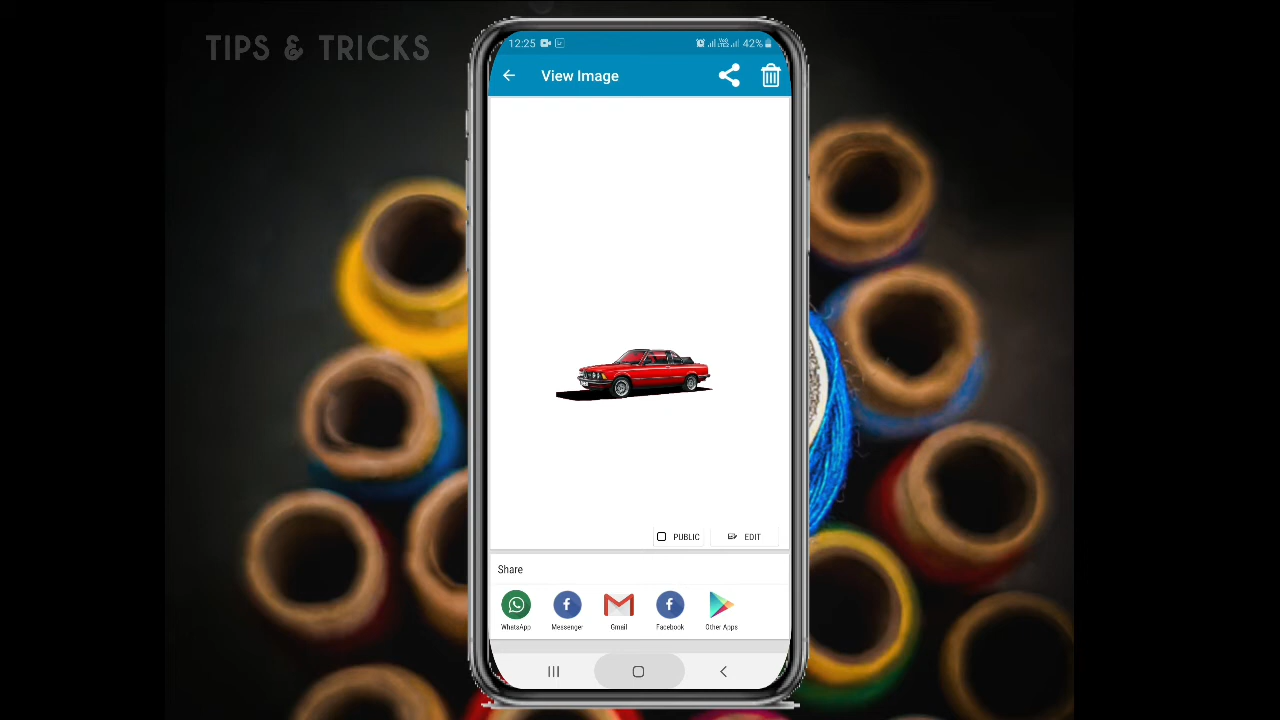 TIPS & TRICKS
12:25
42%
View Image
PUBLIC
EDIT
Share
WhatsApp
Messenger
Gmail
Facebook
Other Apps